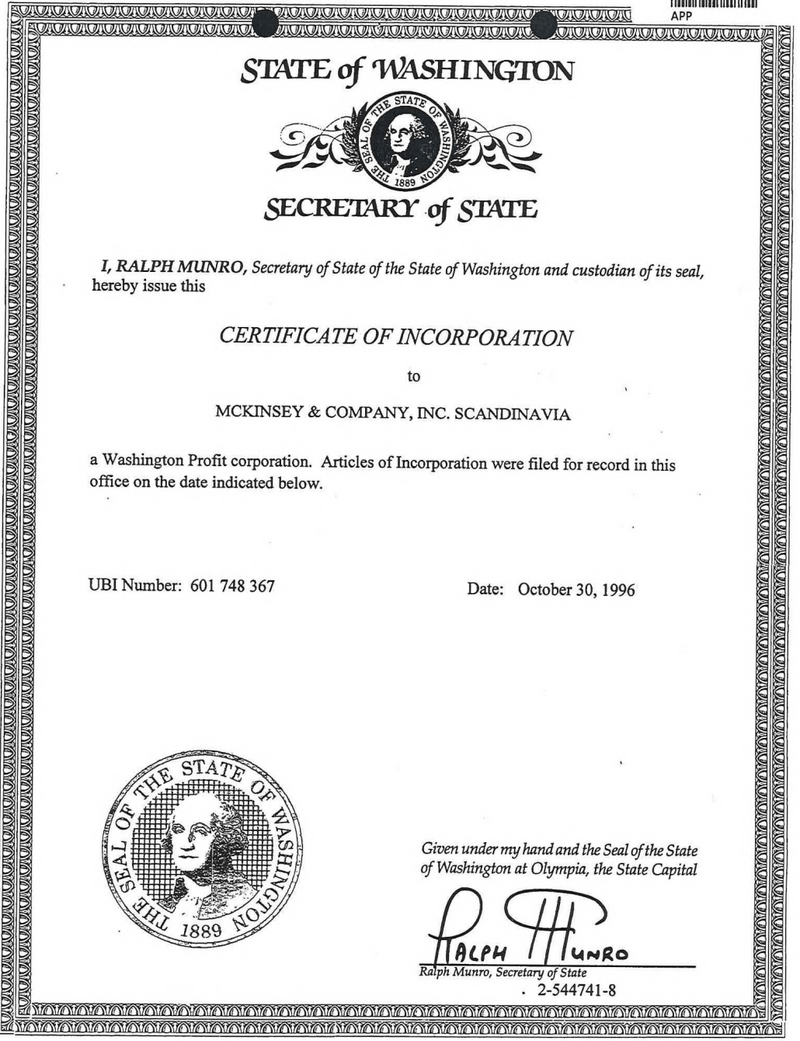 APP
STATE of WASHINGTON
THE SEAL OF THE STATE OF WASHINGTON
1889
SECRETARY of STATE
I, RALPH MUNRO, Secretary of State of the State of Washington and custodian of its seal,
hereby issue this
CERTIFICATE OF INCORPORATION
to
MCKINSEY & COMPANY, INC. SCANDINAVIA
a Washington Profit corporation. Articles of Incorporation were filed for record in this
office on the date indicated below.
UBI Number: 601 748 367
Date: October 30, 1996
THE SEAL OF THE STATE OF WASHINGTON
1889
Given under my hand and the Seal of the State
of Washington at Olympia, the State Capital
RALPH MUNRO
Ralph Munro, Secretary of State
2-544741-8